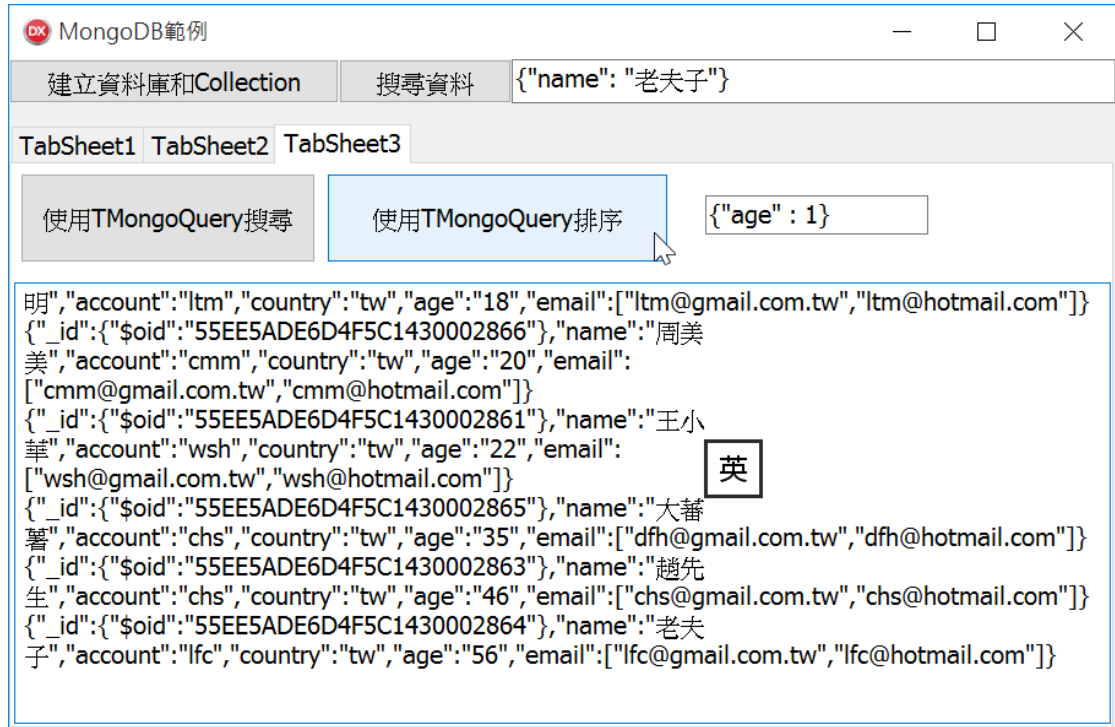 MongoDB範例
建立資料庫和Collection 搜尋資料 {"name": "老夫子"}
TabSheet1 TabSheet2 TabSheet3
使用TMongoQuery搜尋 使用TMongoQuery排序 {"age" : 1}
明","account":"ltm","country":"tw","age":"18","email":["ltm@gmail.com.tw","ltm@hotmail.com"]}
{"_id":{"$oid":"55EE5ADE6D4F5C1430002866"},"name":"周美
美","account":"cmm","country":"tw","age":"20","email":
["cmm@gmail.com.tw","cmm@hotmail.com"]}
{"_id":{"$oid":"55EE5ADE6D4F5C1430002861"},"name":"王小
華","account":"wsh","country":"tw","age":"22","email":
["wsh@gmail.com.tw","wsh@hotmail.com"]}
英
{"_id":{"$oid":"55EE5ADE6D4F5C1430002865"},"name":"大蕃
薯","account":"chs","country":"tw","age":"35","email":["dfh@gmail.com.tw","dfh@hotmail.com"]}
{"_id":{"$oid":"55EE5ADE6D4F5C1430002863"},"name":"趙先
生","account":"chs","country":"tw","age":"46","email":["chs@gmail.com.tw","chs@hotmail.com"]}
{"_id":{"$oid":"55EE5ADE6D4F5C1430002864"},"name":"老夫
子","account":"lfc","country":"tw","age":"56","email":["lfc@gmail.com.tw","lfc@hotmail.com"]}